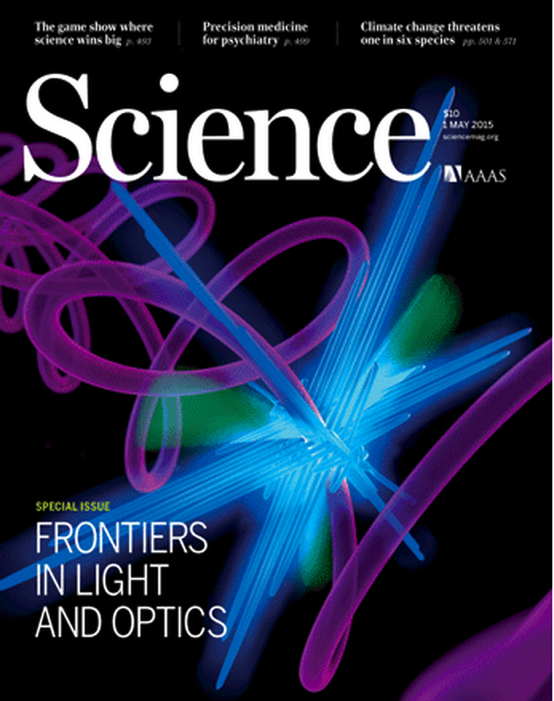 The game show where
science wins big p. 493
Precision medicine
for psychiatry p. 499
Climate change threatens
one in six species pp. 501 & 571
Science
$10
1 MAY 2015
sciencemag.org
AAAS
SPECIAL ISSUE
FRONTIERS
IN LIGHT
AND OPTICS